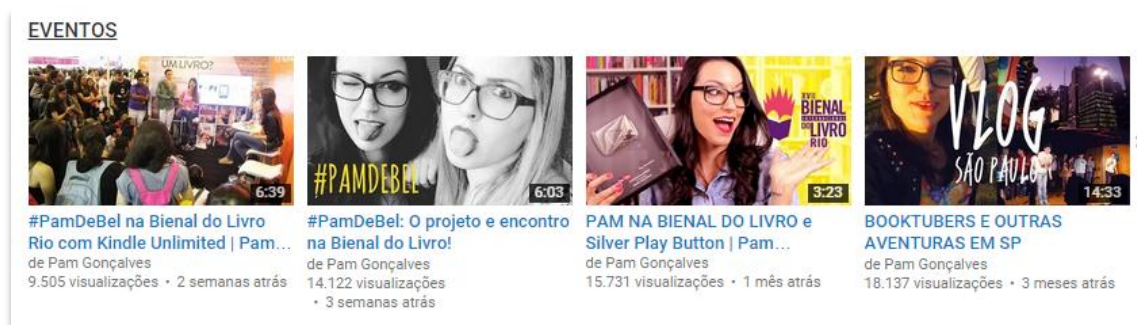 EVENTOS
UM LIVRO?
6:39
#PamDeBel na Bienal do Livro
Rio com Kindle Unlimited | Pam...
de Pam Gonçalves
9.505 visualizações • 2 semanas atrás
#PAMDEBEL
6:03
#PamDeBel: O projeto e encontro
na Bienal do Livro!
de Pam Gonçalves
14.122 visualizações
• 3 semanas atrás
XVII
BIENAL
INTERNACIONAL
DO LIVRO
RIO
3:23
PAM NA BIENAL DO LIVRO e
Silver Play Button | Pam...
de Pam Gonçalves
15.731 visualizações • 1 mês atrás
VLOG
SÃO PAULO
14:33
BOOKTUBERS E OUTRAS
AVENTURAS EM SP
de Pam Gonçalves
18.137 visualizações • 3 meses atrás